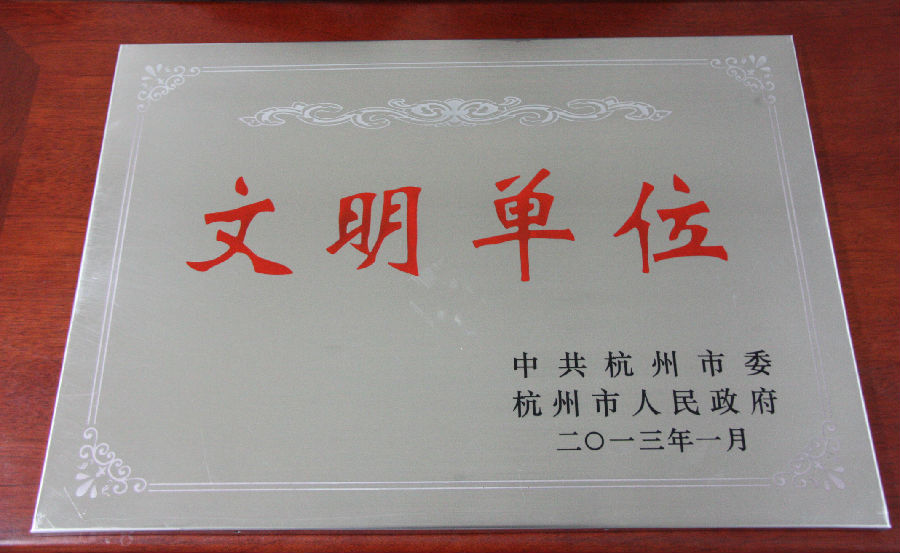 文明单位
中共杭州市委
杭州市人民政府
二〇一三年一月